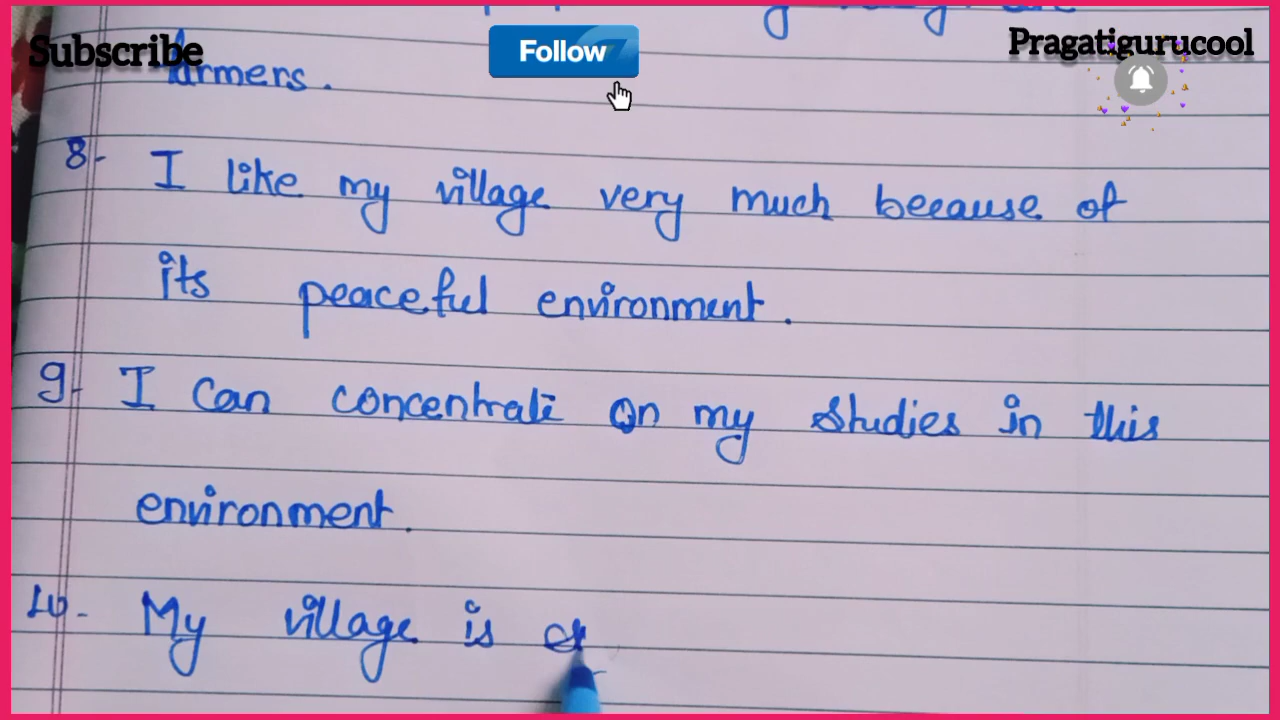 Subscribe
Follow
Pragatigurucool
farmers.
8- I like my village very much because of
its peaceful environment.
9- I can concentrate on my studies in this
environment.
10- My village is